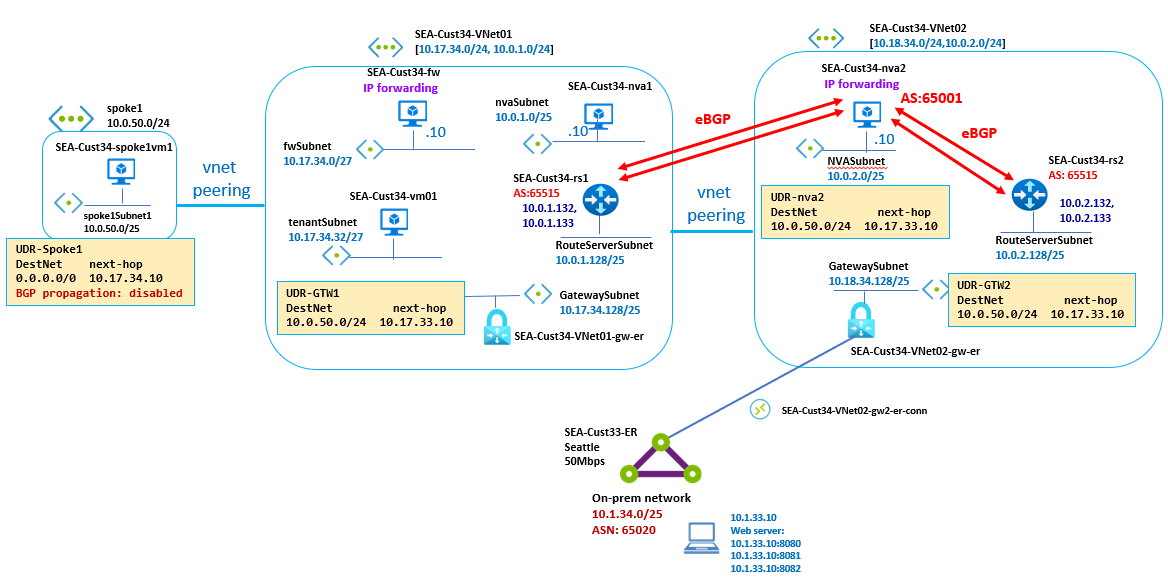 SEA-Cust34-VNet01
[10.17.34.0/24, 10.0.1.0/24]
SEA-Cust34-VNet02
[10.18.34.0/24,10.0.2.0/24]
spoke1
10.0.50.0/24
SEA-Cust34-spoke1vm1
spoke1Subnet1
10.0.50.0/25
UDR-Spoke1
DestNet next-hop
0.0.0.0/0 10.17.34.10
BGP propagation: disabled
vnet
peering
SEA-Cust34-fw
IP forwarding
.10
fwSubnet
10.17.34.0/27
SEA-Cust34-nva1
nvaSubnet
10.0.1.0/25
.10
SEA-Cust34-vm01
tenantSubnet
10.17.34.32/27
SEA-Cust34-rs1
AS:65515
10.0.1.132,
10.0.1.133
RouteServerSubnet
10.0.1.128/25
UDR-GTW1
DestNet next-hop
10.0.50.0/24 10.17.33.10
GatewaySubnet
10.17.34.128/25
SEA-Cust34-VNet01-gw-er
eBGP
vnet
peering
SEA-Cust34-nva2
IP forwarding
AS:65001
.10
NVASubnet
10.0.2.0/25
eBGP
UDR-nva2
DestNet next-hop
10.0.50.0/24 10.17.33.10
SEA-Cust34-rs2
AS: 65515
10.0.2.132,
10.0.2.133
RouteServerSubnet
10.0.2.128/25
GatewaySubnet
10.18.34.128/25
UDR-GTW2
DestNet next-hop
10.0.50.0/24 10.17.33.10
SEA-Cust34-VNet02-gw-er
SEA-Cust34-VNet02-gw2-er-conn
SEA-Cust33-ER
Seattle
50Mbps
On-prem network
10.1.34.0/25
ASN: 65020
10.1.33.10
Web server:
10.1.33.10:8080
10.1.33.10:8081
10.1.33.10:8082